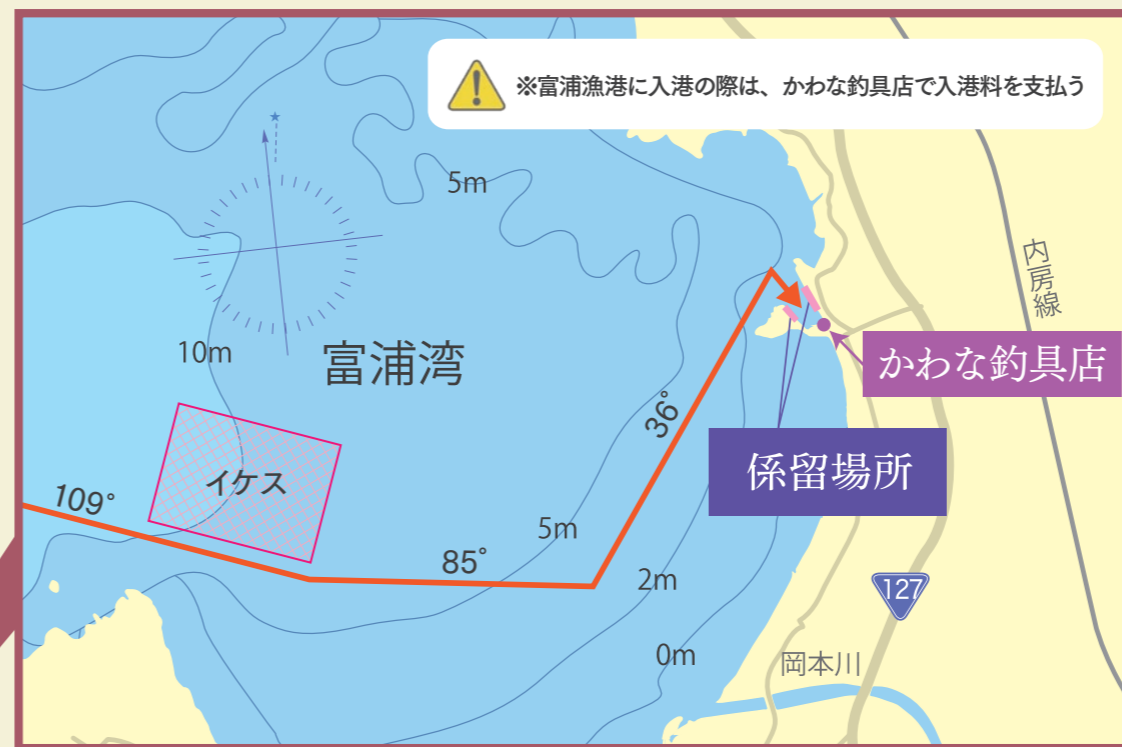 ※富浦漁港に入港の際は、かわな釣具店で入港料を支払う
5m
内房線
10m
富浦湾
かわな釣具店
36°
係留場所
イケス
109°
5m
85°
2m
127
0m
岡本川